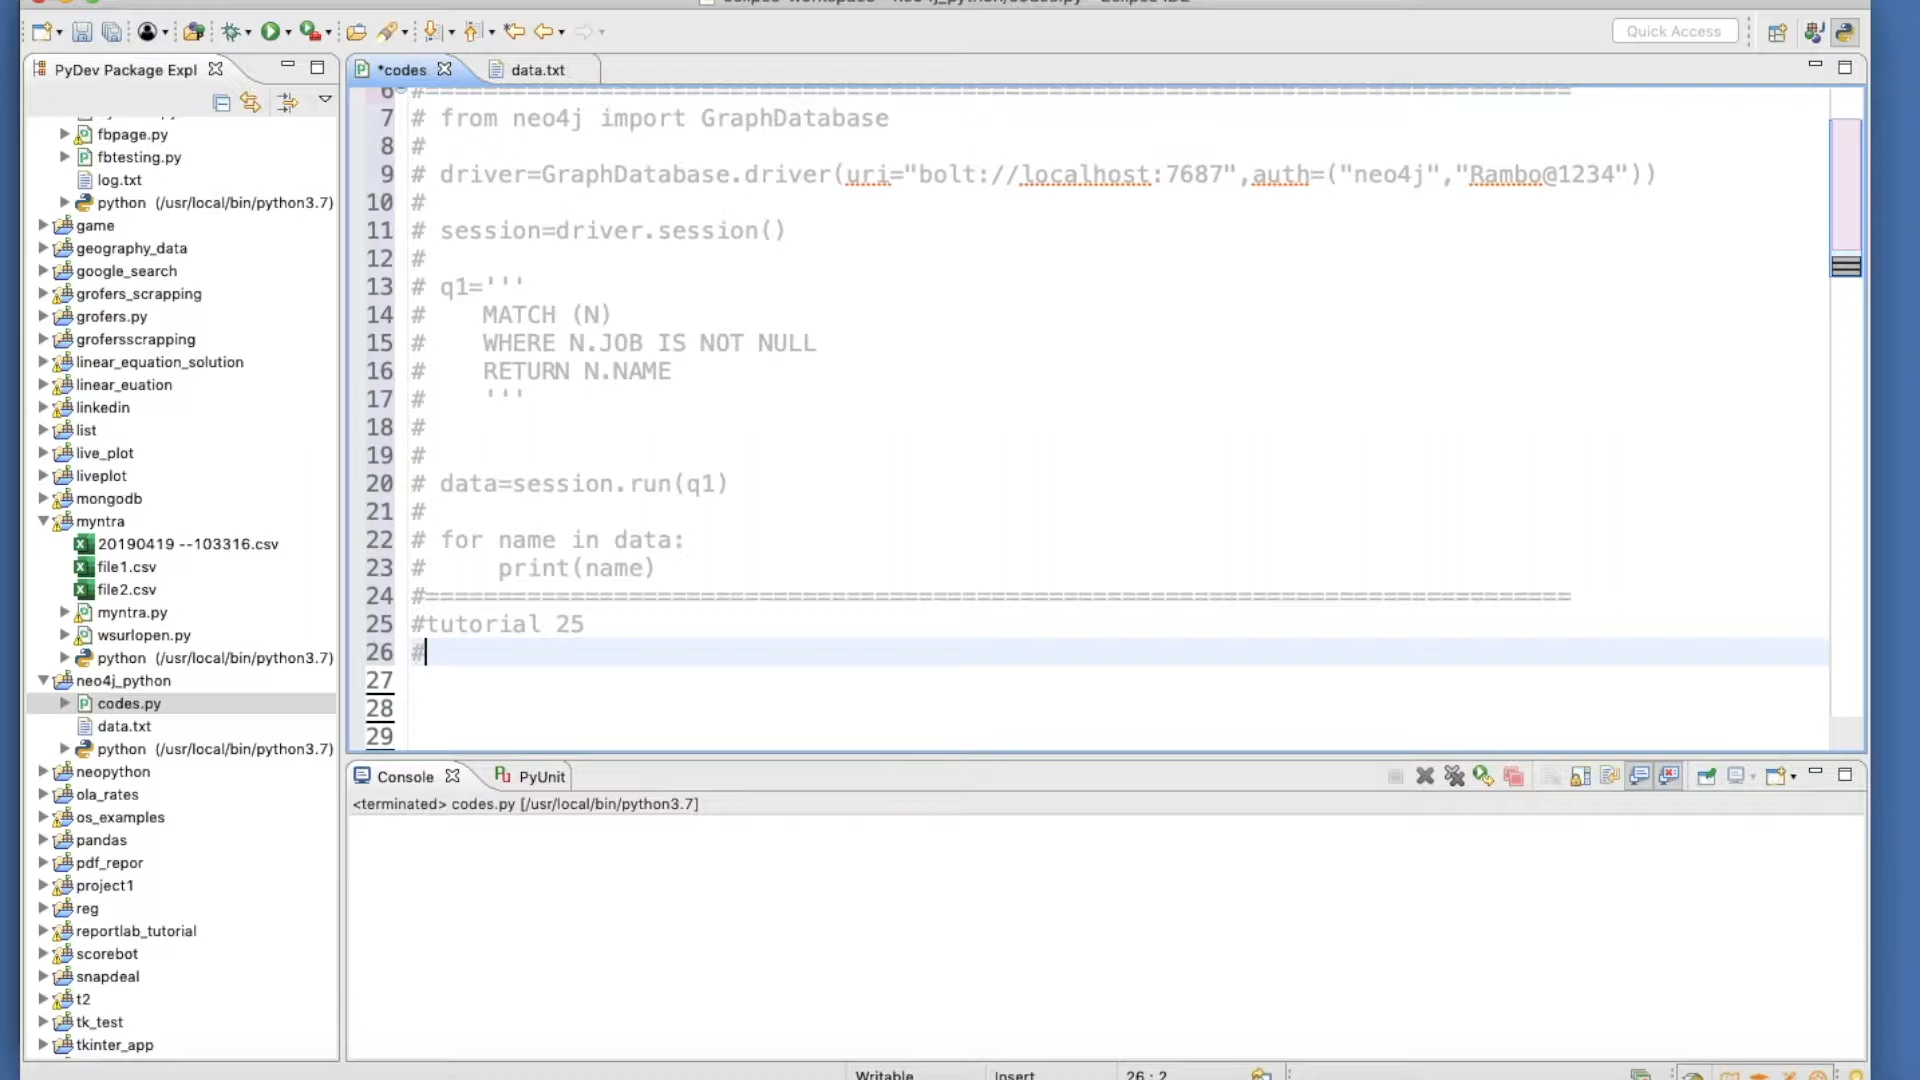 Quick Access
PyDev Package Expl
*codes
data.txt
fbpage.py
fbtesting.py
log.txt
python (/usr/local/bin/python3.7)
game
geography_data
google_search
grofers_scrapping
grofers.py
grofersscrapping
linear_equation_solution
linear_euation
linkedin
list
live_plot
liveplot
mongodb
myntra
20190419 --103316.csv
file1.csv
file2.csv
myntra.py
wsurlopen.py
python (/usr/local/bin/python3.7)
neo4j_python
codes.py
data.txt
python (/usr/local/bin/python3.7)
neopython
ola_rates
os_examples
pandas
pdf_repor
project1
reg
reportlab_tutorial
scorebot
snapdeal
t2
tk_test
tkinter_app
6 #===============================================================================
7 # from neo4j import GraphDatabase
8 #
9 # driver=GraphDatabase.driver(uri="bolt://localhost:7687",auth=("neo4j","Rambo@1234"))
10 #
11 # session=driver.session()
12 #
13 # q1='''
14 #    MATCH (N)
15 #    WHERE N.JOB IS NOT NULL
16 #    RETURN N.NAME
17 #    '''
18 #
19 #
20 # data=session.run(q1)
21 #
22 # for name in data:
23 #     print(name)
24 #===============================================================================
25 #tutorial 25
26 #
27
28
29
Console
PyUnit
<terminated> codes.py [/usr/local/bin/python3.7]
Writable
Insert
26 : 2